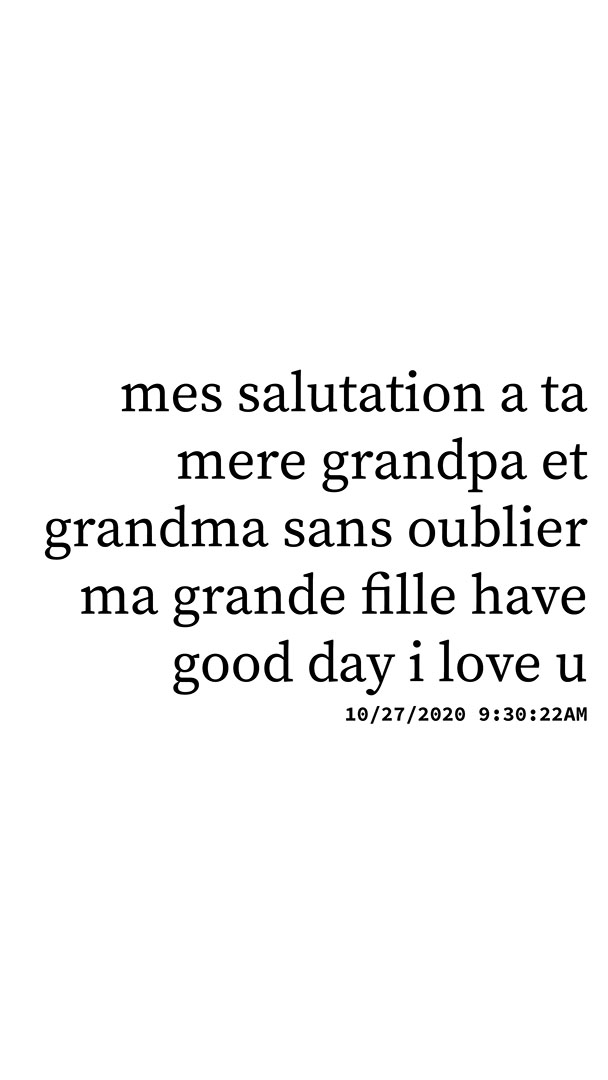 mes salutation a ta
mere grandpa et
grandma sans oublier
ma grande fille have
good day i love u
10/27/2020 9:30:22AM